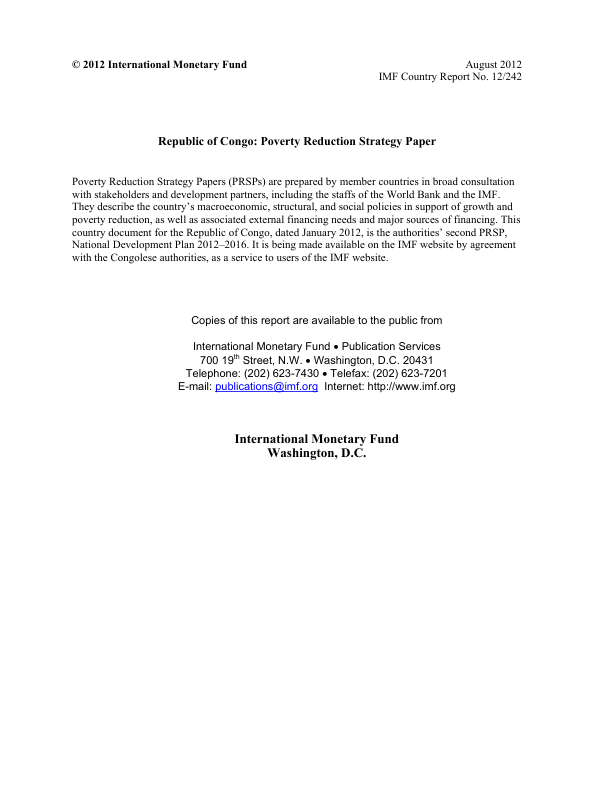 © 2012 International Monetary Fund August 2012
IMF Country Report No. 12/242
Republic of Congo: Poverty Reduction Strategy Paper
Poverty Reduction Strategy Papers (PRSPs) are prepared by member countries in broad consultation
with stakeholders and development partners, including the staffs of the World Bank and the IMF.
They describe the country’s macroeconomic, structural, and social policies in support of growth and
poverty reduction, as well as associated external financing needs and major sources of financing. This
country document for the Republic of Congo, dated January 2012, is the authorities’ second PRSP,
National Development Plan 2012–2016. It is being made available on the IMF website by agreement
with the Congolese authorities, as a service to users of the IMF website.
Copies of this report are available to the public from
International Monetary Fund • Publication Services
700 19th Street, N.W. • Washington, D.C. 20431
Telephone: (202) 623-7430 • Telefax: (202) 623-7201
E-mail: publications@imf.org Internet: http://www.imf.org
International Monetary Fund
Washington, D.C.